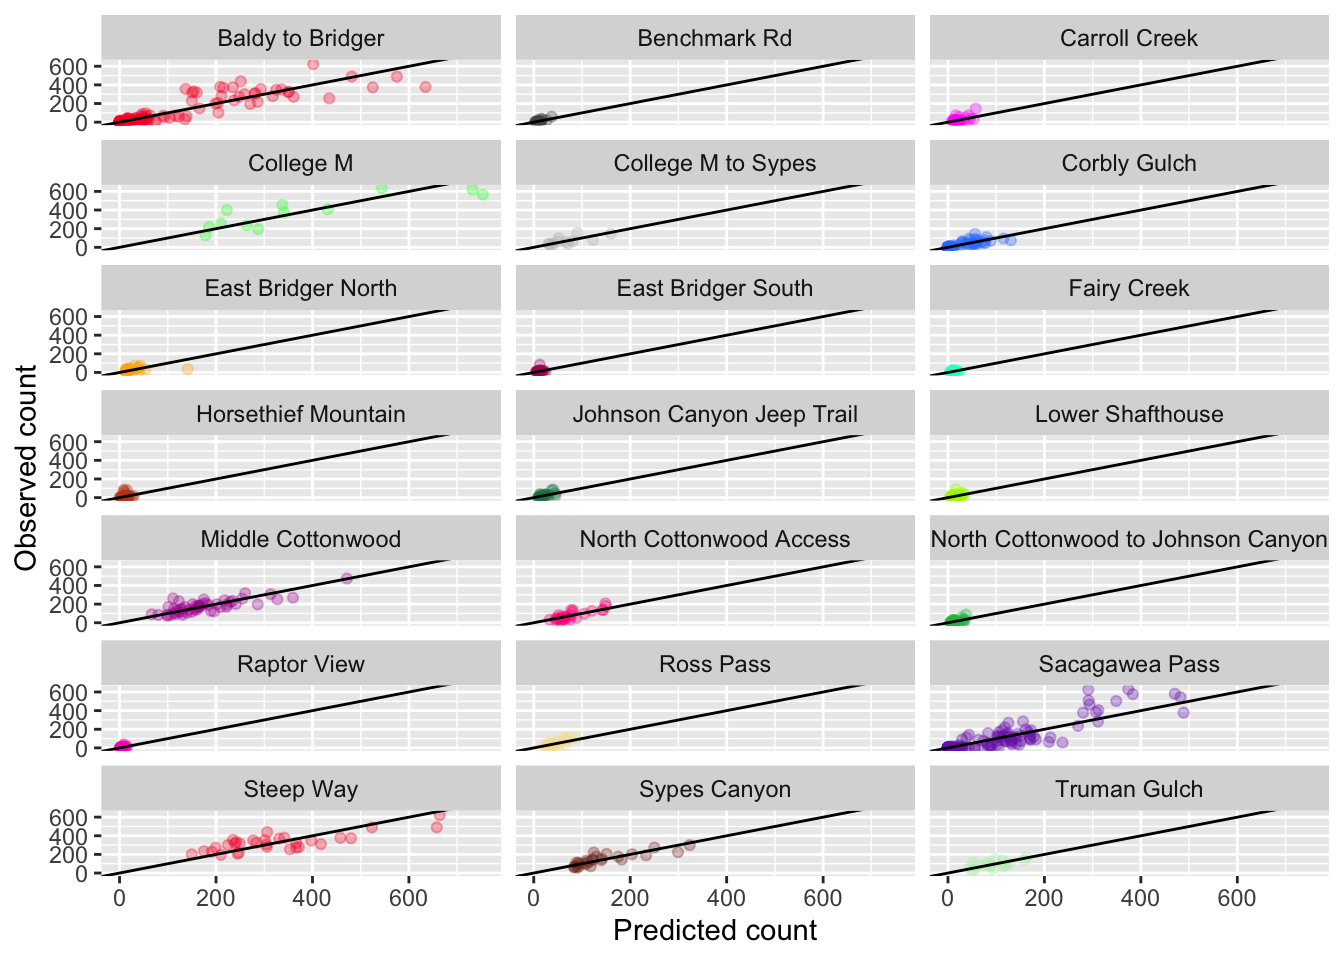 Baldy to Bridger
Benchmark Rd
Carroll Creek
600
400
200
0
College M
College M to Sypes
Corbly Gulch
600
400
200
0
East Bridger North
East Bridger South
Fairy Creek
600
400
200
0
Horsethief Mountain
Johnson Canyon Jeep Trail
Lower Shafthouse
600
400
200
0
Observed count
Middle Cottonwood
North Cottonwood Access
North Cottonwood to Johnson Canyon
600
400
200
0
Raptor View
Ross Pass
Sacagawea Pass
600
400
200
0
Steep Way
Sypes Canyon
Truman Gulch
600
400
200
0
0 200 400 600
0 200 400 600
0 200 400 600
Predicted count